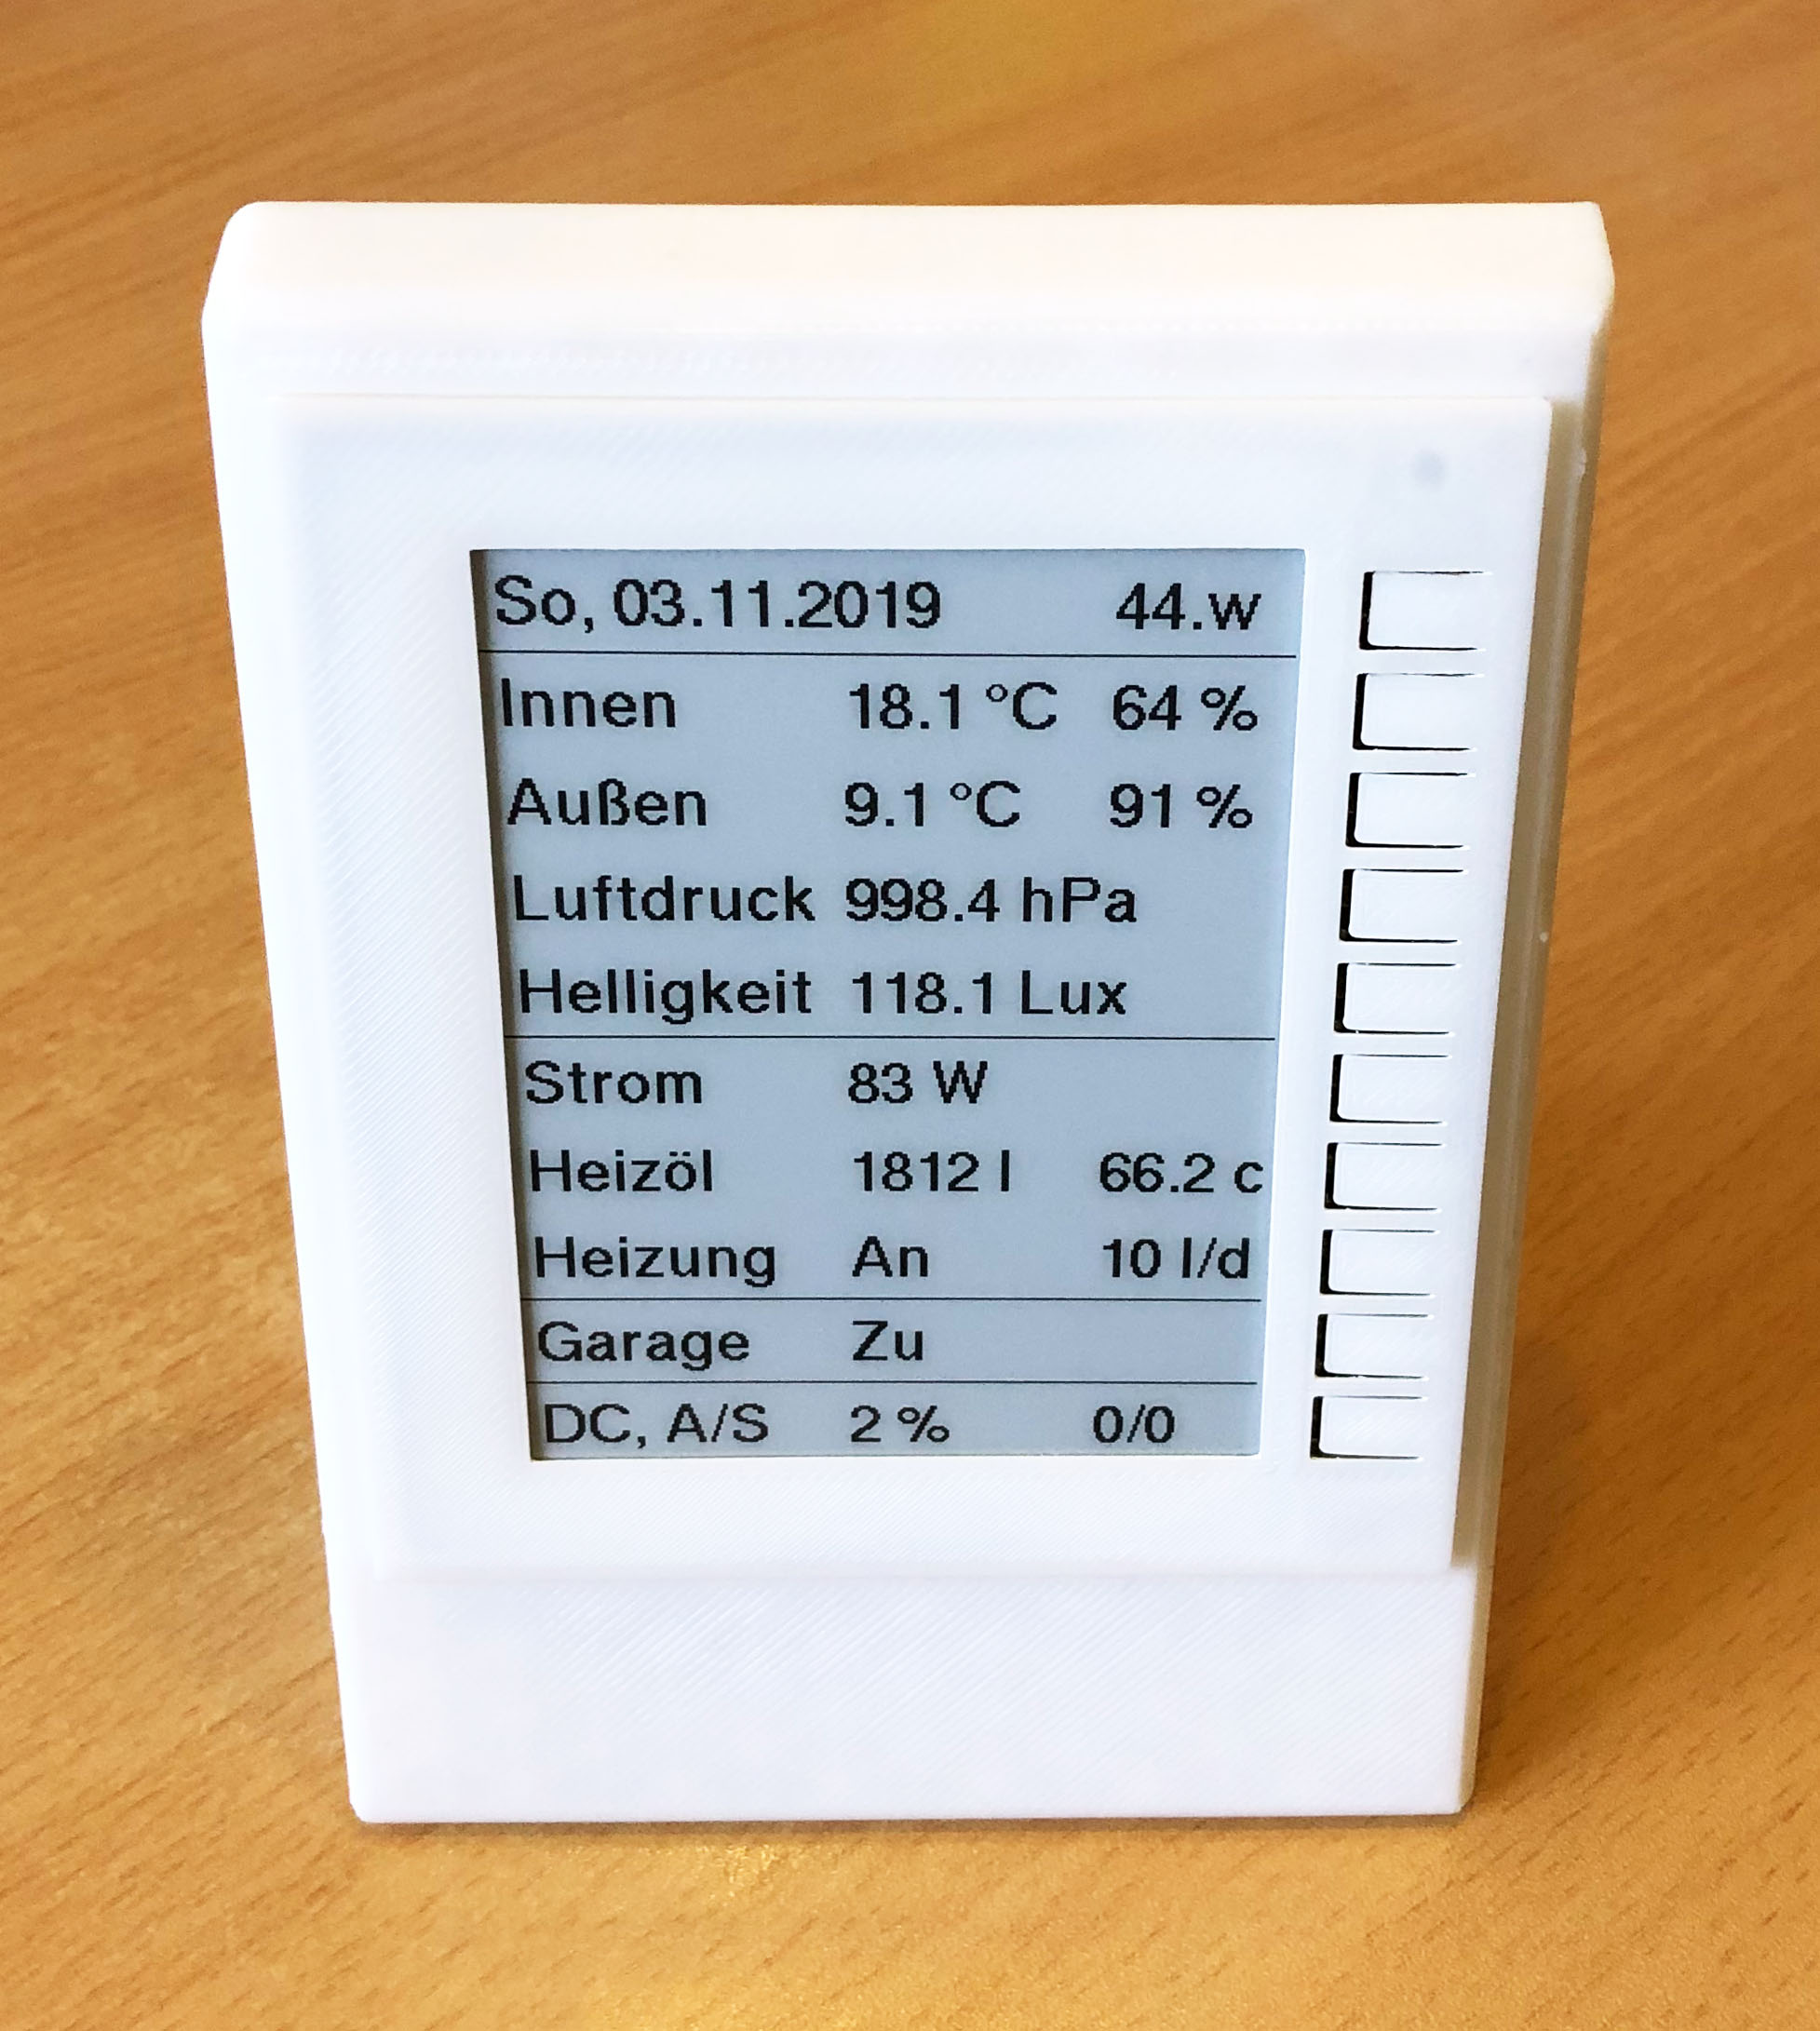 So, 03.11.2019 44.w
Innen 18.1 °C 64 %
Außen 9.1 °C 91 %
Luftdruck 998.4 hPa
Helligkeit 118.1 Lux
Strom 83 W
Heizöl 1812 l 66.2 c
Heizung An 10 l/d
Garage Zu
DC, A/S 2 % 0/0